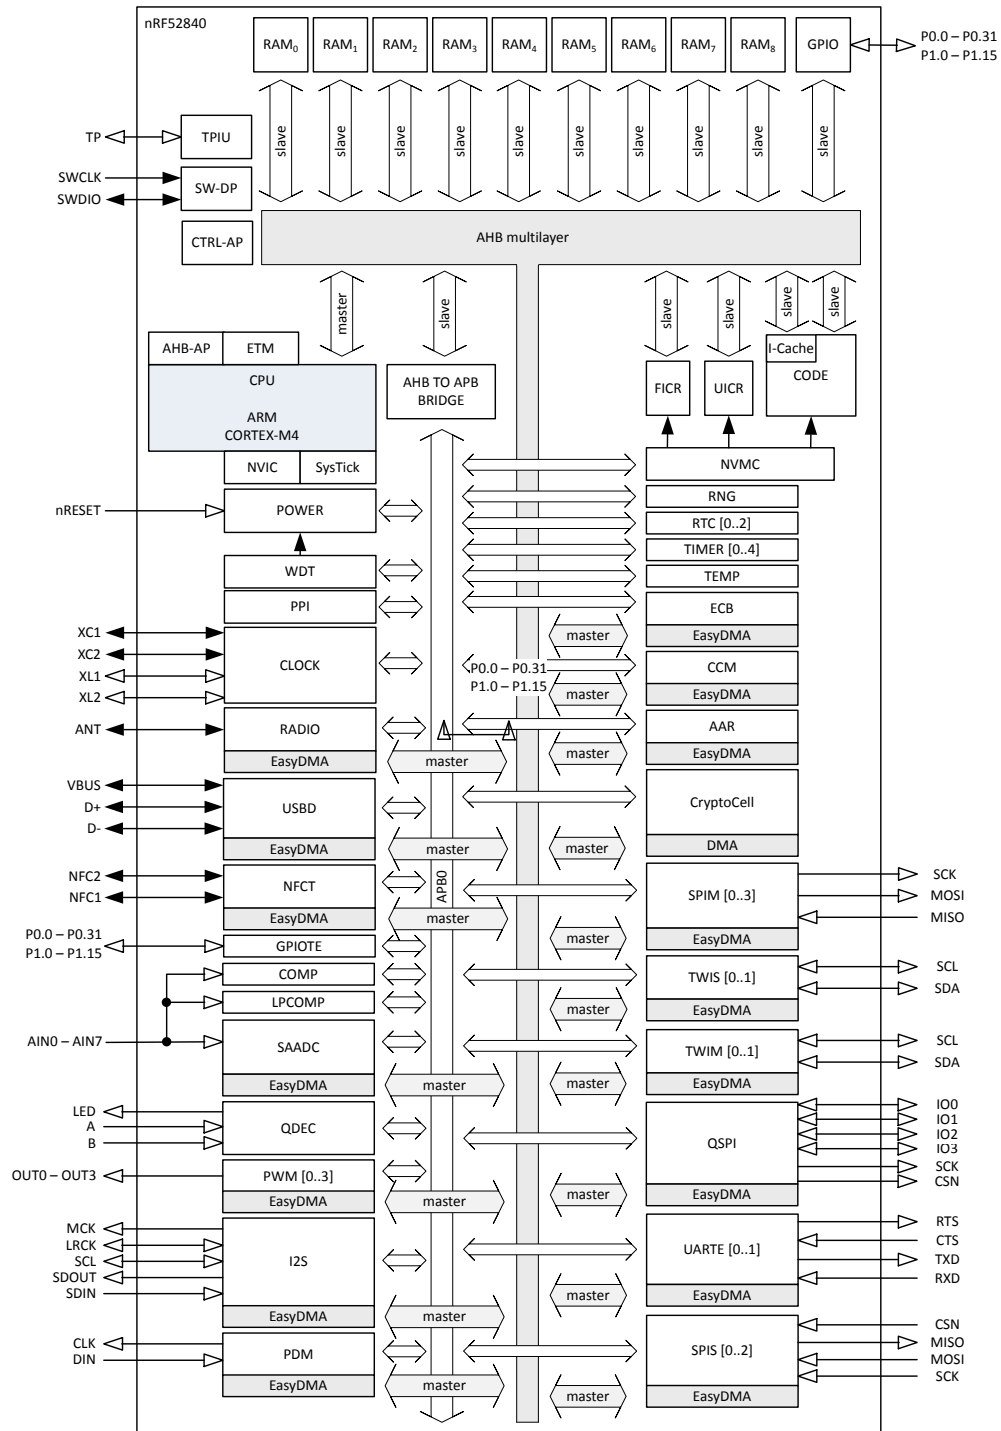 nRF52840
RAM0
RAM1
RAM2
RAM3
RAM4
RAM5
RAM6
RAM7
RAM8
GPIO
P0.0 – P0.31
P1.0 – P1.15
slave
slave
slave
slave
slave
slave
slave
slave
slave
slave
TP
TPIU
SWCLK
SWDIO
SW-DP
CTRL-AP
AHB multilayer
master
slave
slave
slave
slave
slave
AHB-AP
ETM
CPU
ARM
CORTEX-M4
NVIC
SysTick
AHB TO APB
BRIDGE
FICR
UICR
I-Cache
CODE
NVMC
nRESET
POWER
RNG
RTC [0..2]
TIMER [0..4]
WDT
TEMP
PPI
ECB
master
EasyDMA
XC1
XC2
XL1
XL2
CLOCK
P0.0 – P0.31
P1.0 – P1.15
CCM
master
EasyDMA
ANT
RADIO
EasyDMA
master
AAR
master
EasyDMA
VBUS
D+
D-
USBD
EasyDMA
master
CryptoCell
master
DMA
NFC2
NFC1
NFCT
EasyDMA
master
APB0
SPIM [0..3]
master
EasyDMA
SCK
MOSI
MISO
P0.0 – P0.31
P1.0 – P1.15
GPIOTE
COMP
LPCOMP
TWIS [0..1]
master
EasyDMA
SCL
SDA
AIN0 – AIN7
SAADC
EasyDMA
master
TWIM [0..1]
master
EasyDMA
SCL
SDA
LED
A
B
QDEC
QSPI
master
EasyDMA
IO0
IO1
IO2
IO3
SCK
CSN
OUT0 – OUT3
PWM [0..3]
EasyDMA
master
MCK
LRCK
SCL
SDOUT
SDIN
I2S
EasyDMA
master
UARTE [0..1]
master
EasyDMA
RTS
CTS
TXD
RXD
CLK
DIN
PDM
EasyDMA
master
SPIS [0..2]
master
EasyDMA
CSN
MISO
MOSI
SCK